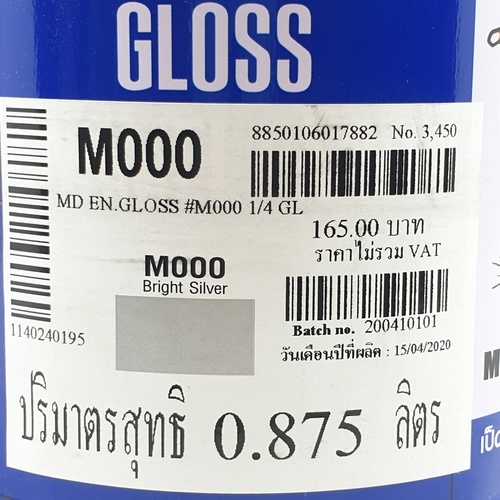 GLOSS
M000
8850106017882 No. 3,450
MD EN.GLOSS #M000 1/4 GL
165.00 บาท
ราคาไม่รวม VAT
M000
Bright Silver
1140240195
Batch no. 200410101
วันเดือนปีที่ผลิต : 15/04/2020
ปริมาตรสุทธิ 0.875 ลิตร